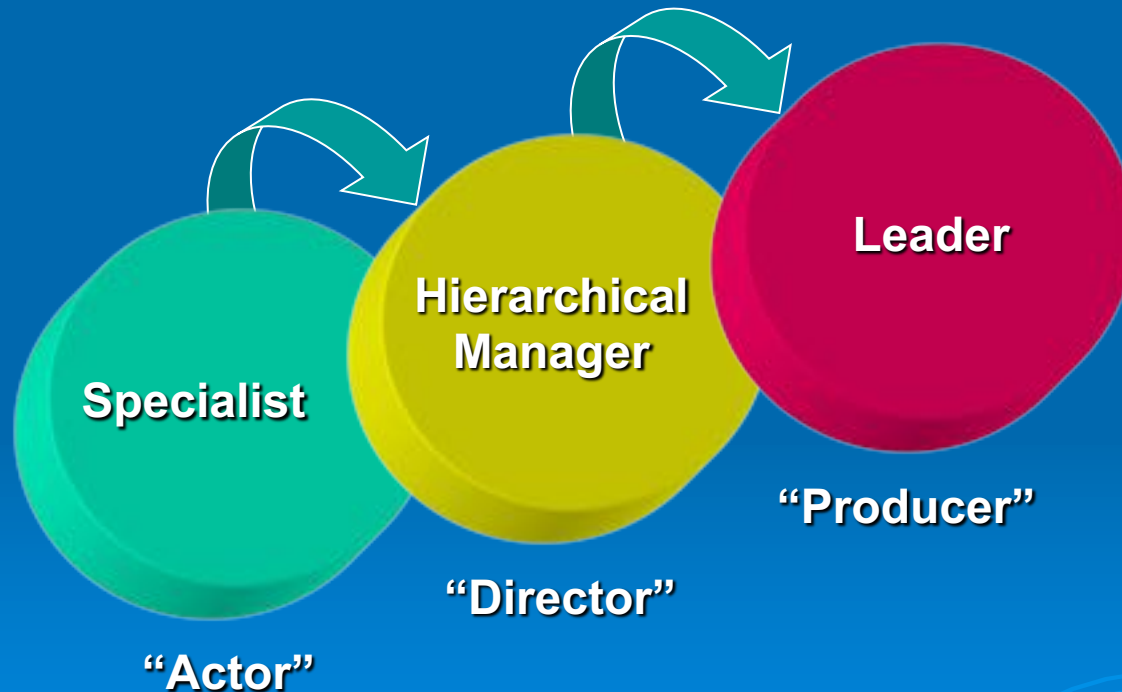 Specialist
“Actor”
Hierarchical
Manager
“Director”
Leader
“Producer”